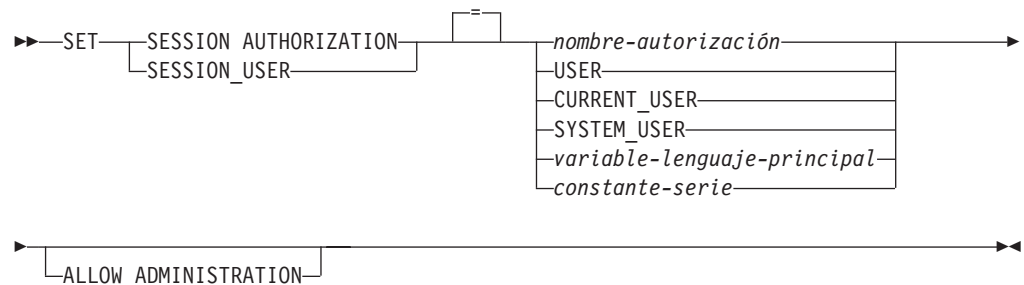 =
SET SESSION AUTHORIZATION nombre-autorización
SESSION_USER USER
CURRENT_USER
SYSTEM_USER
variable-lenguaje-principal
constante-serie
ALLOW ADMINISTRATION